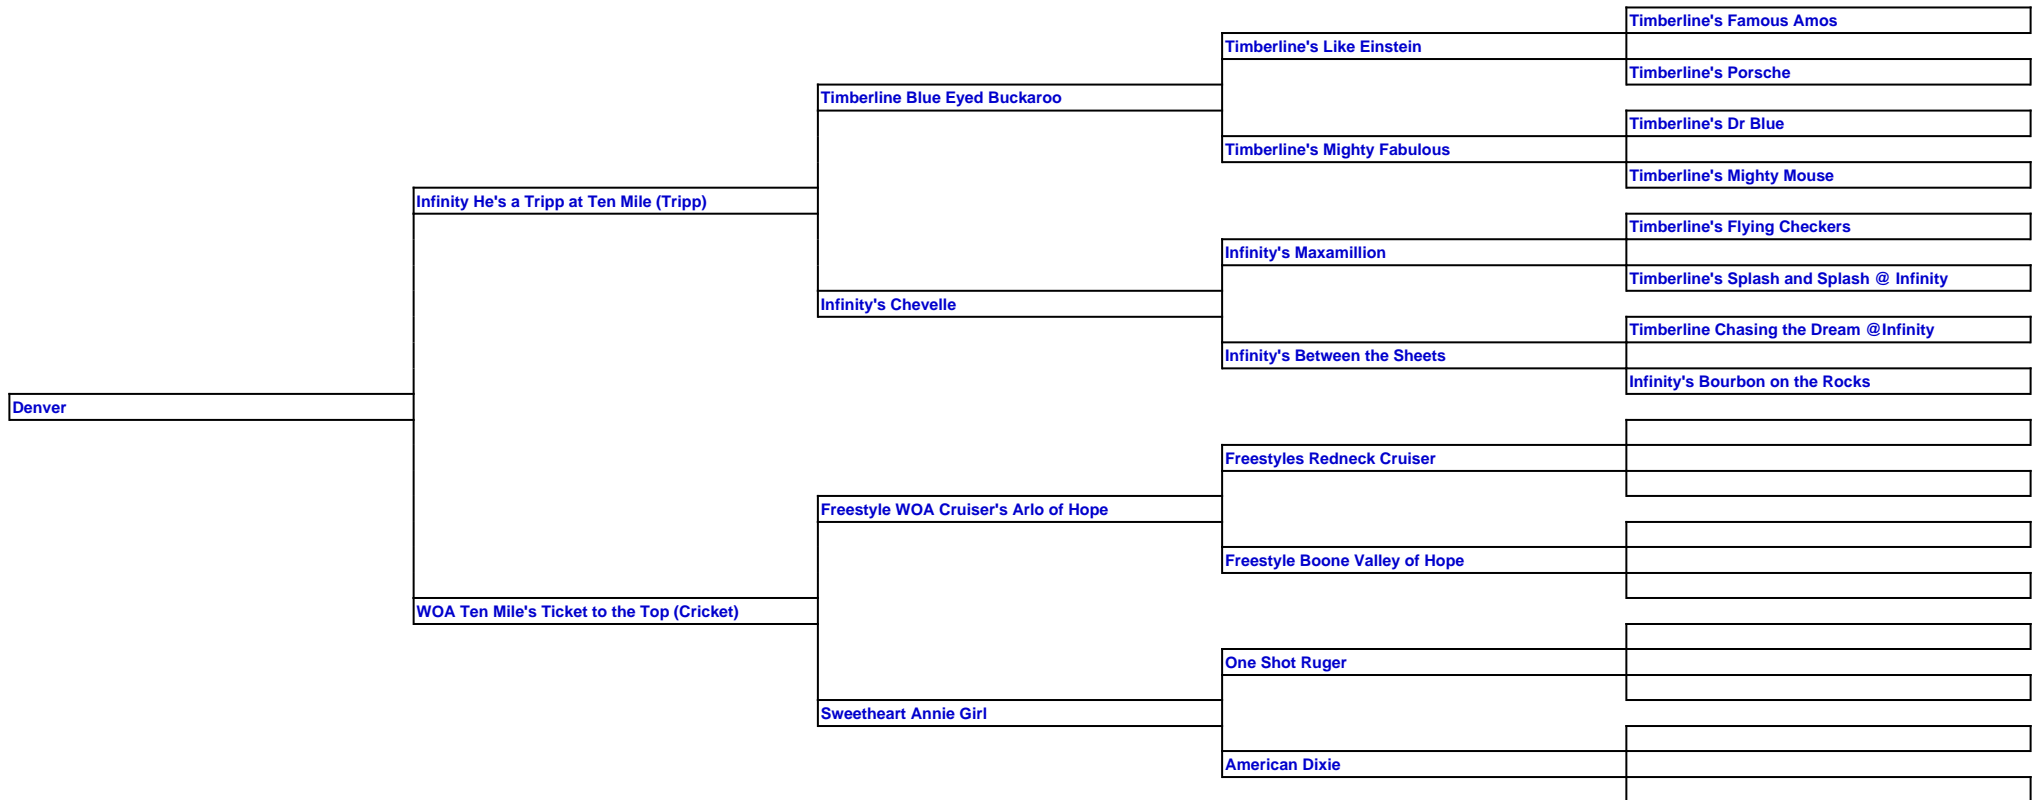 Timberline's Famous Amos
Timberline's Like Einstein
Timberline's Porsche
Timberline Blue Eyed Buckaroo
Timberline's Dr Blue
Timberline's Mighty Fabulous
Timberline's Mighty Mouse
Infinity He's a Tripp at Ten Mile (Tripp)
Timberline's Flying Checkers
Infinity's Maxamillion
Timberline's Splash and Splash @ Infinity
Infinity's Chevelle
Timberline Chasing the Dream @Infinity
Infinity's Between the Sheets
Infinity's Bourbon on the Rocks
Denver
Freestyles Redneck Cruiser
Freestyle WOA Cruiser's Arlo of Hope
Freestyle Boone Valley of Hope
WOA Ten Mile's Ticket to the Top (Cricket)
One Shot Ruger
Sweetheart Annie Girl
American Dixie